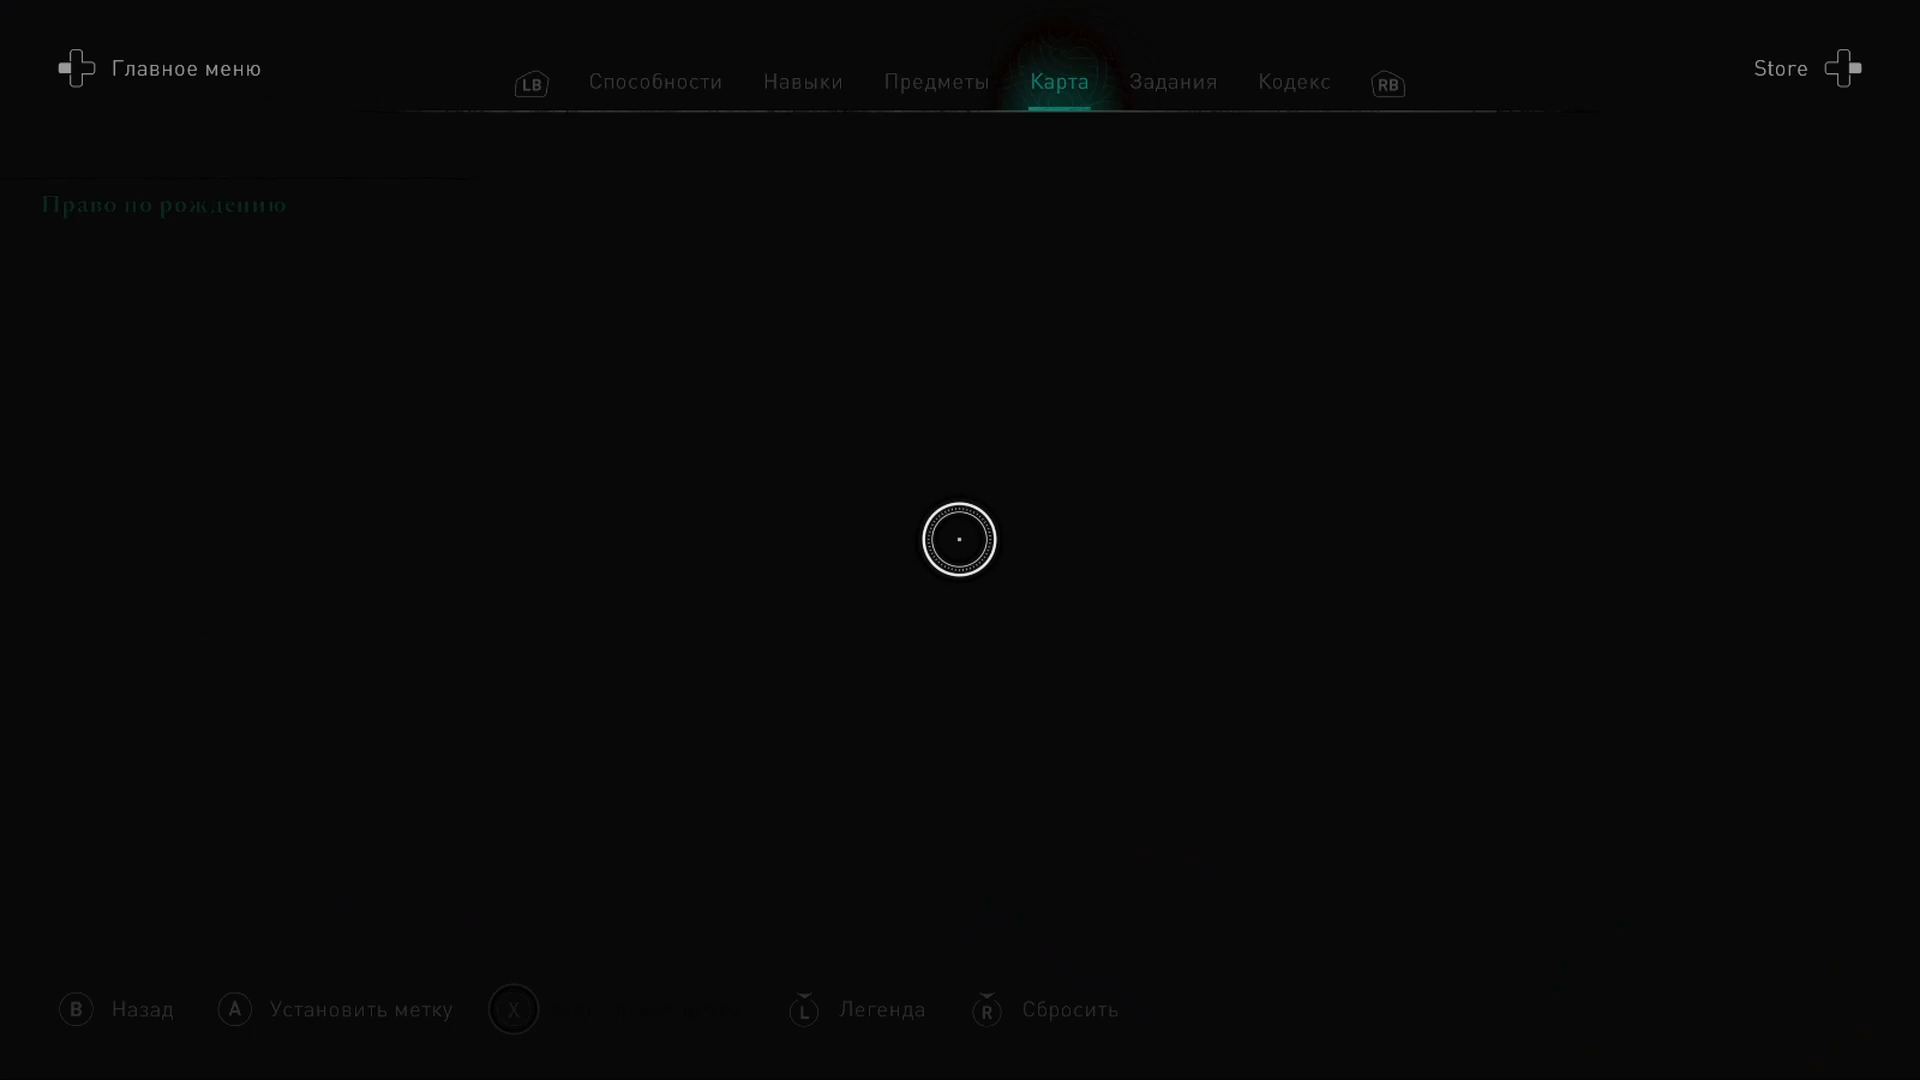 Главное меню
LB
Способности
Навыки
Предметы
Карта
Задания
Кодекс
RB
Store
Право по рождению
B Назад
A Установить метку
X
L Легенда
R Сбросить